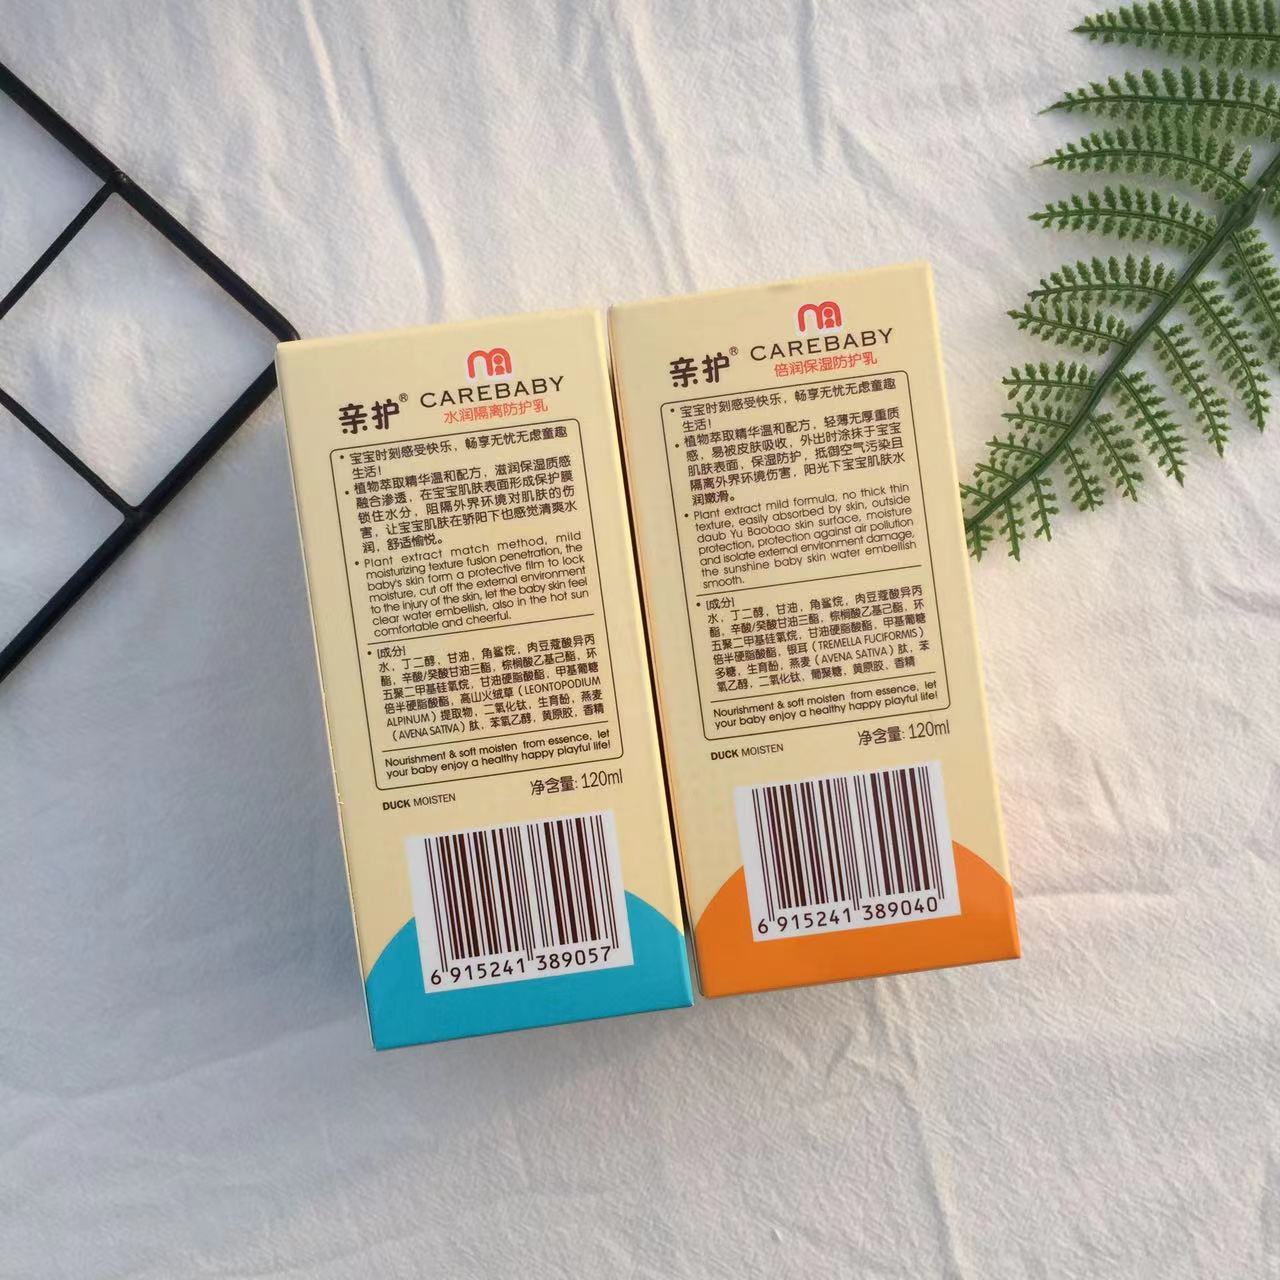 亲护® CAREBABY
水润隔离防护乳
• 宝宝时刻感受快乐，畅享无忧无虑童趣
生活！
• 植物萃取精华温和配方，滋润保湿质感
融合渗透，在宝宝肌肤表面形成保护膜
锁住水分，阻隔外界环境对肌肤的伤
害，让宝宝肌肤在骄阳下也感觉清爽水
润，舒适愉悦。
• Plant extract match method, mild
moisturizing texture fusion penetration, the
baby's skin form a protective film to lock
moisture, cut off the external environment
to the injury of the skin, let the baby skin feel
clear water embellish, also in the hot sun
comfortable and cheerful.
• [成分]
水，丁二醇，甘油，角鲨烷，肉豆蔻酸异丙
酯，辛酸/癸酸甘油三酯，棕榈酸乙基己酯，环
五聚二甲基硅氧烷，甘油硬脂酸酯，甲基葡糖
倍半硬脂酸酯，高山火绒草（LEONTOPODIUM
ALPINUM）提取物，二氧化钛，生育酚，燕麦
（AVENA SATIVA）肽，苯氧乙醇，黄原胶，香精
Nourishment & soft moisten from essence, let
your baby enjoy a healthy happy playful life!
DUCK MOISTEN
净含量: 120ml
6 915241 389057
亲护® CAREBABY
倍润保湿防护乳
• 宝宝时刻感受快乐，畅享无忧无虑童趣
生活！
• 植物萃取精华温和配方，轻薄无厚重质
感，易被皮肤吸收，外出时涂抹于宝宝
肌肤表面，保湿防护，抵御空气污染且
隔离外界环境伤害，阳光下宝宝肌肤水
润嫩滑。
• Plant extract mild formula, no thick thin
texture, easily absorbed by skin, outside
daub Yu Baobao skin surface, moisture
protection, protection against air pollution
and isolate external environment damage,
the sunshine baby skin water embellish
smooth.
• [成分]
水，丁二醇，甘油，角鲨烷，肉豆蔻酸异丙
酯，辛酸/癸酸甘油三酯，棕榈酸乙基己酯，环
五聚二甲基硅氧烷，甘油硬脂酸酯，甲基葡糖
倍半硬脂酸酯，银耳（TREMELLA FUCIFORMIS）
多糖，生育酚，燕麦（AVENA SATIVA）肽，苯
氧乙醇，二氧化钛，葡聚糖，黄原胶，香精
Nourishment & soft moisten from essence, let
your baby enjoy a healthy happy playful life!
DUCK MOISTEN
净含量: 120ml
6 915241 389040